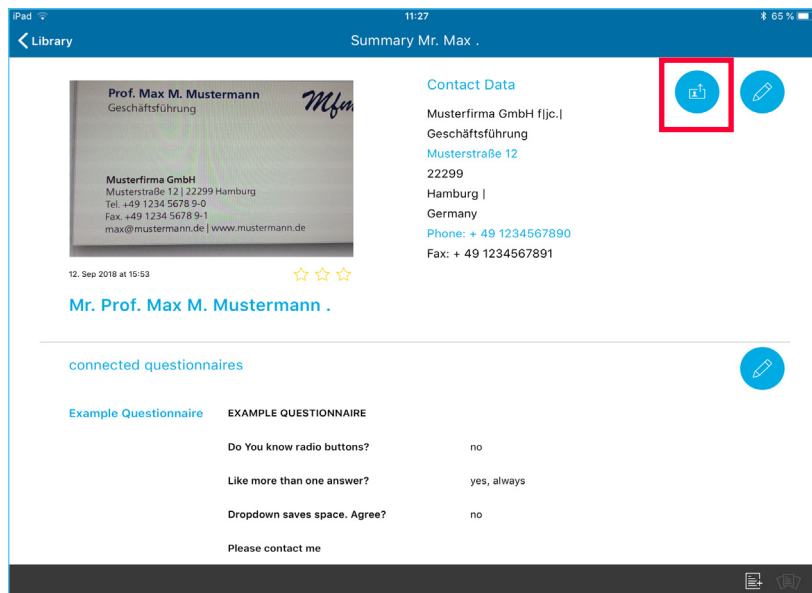 iPad 11:27 65 %
Library Summary Mr. Max .
Prof. Max M. Mustermann
Geschäftsführung
Musterfirma GmbH
Musterstraße 12 | 22299 Hamburg
Tel. +49 1234 5678 9-0
Fax. +49 1234 5678 9-1
max@mustermann.de | www.mustermann.de
12. Sep 2018 at 15:53
Mr. Prof. Max M. Mustermann .
Contact Data
Musterfirma GmbH f|jc.|
Geschäftsführung
Musterstraße 12
22299
Hamburg |
Germany
Phone: + 49 1234567890
Fax: + 49 1234567891
connected questionnaires
Example Questionnaire EXAMPLE QUESTIONNAIRE
Do You know radio buttons? no
Like more than one answer? yes, always
Dropdown saves space. Agree? no
Please contact me